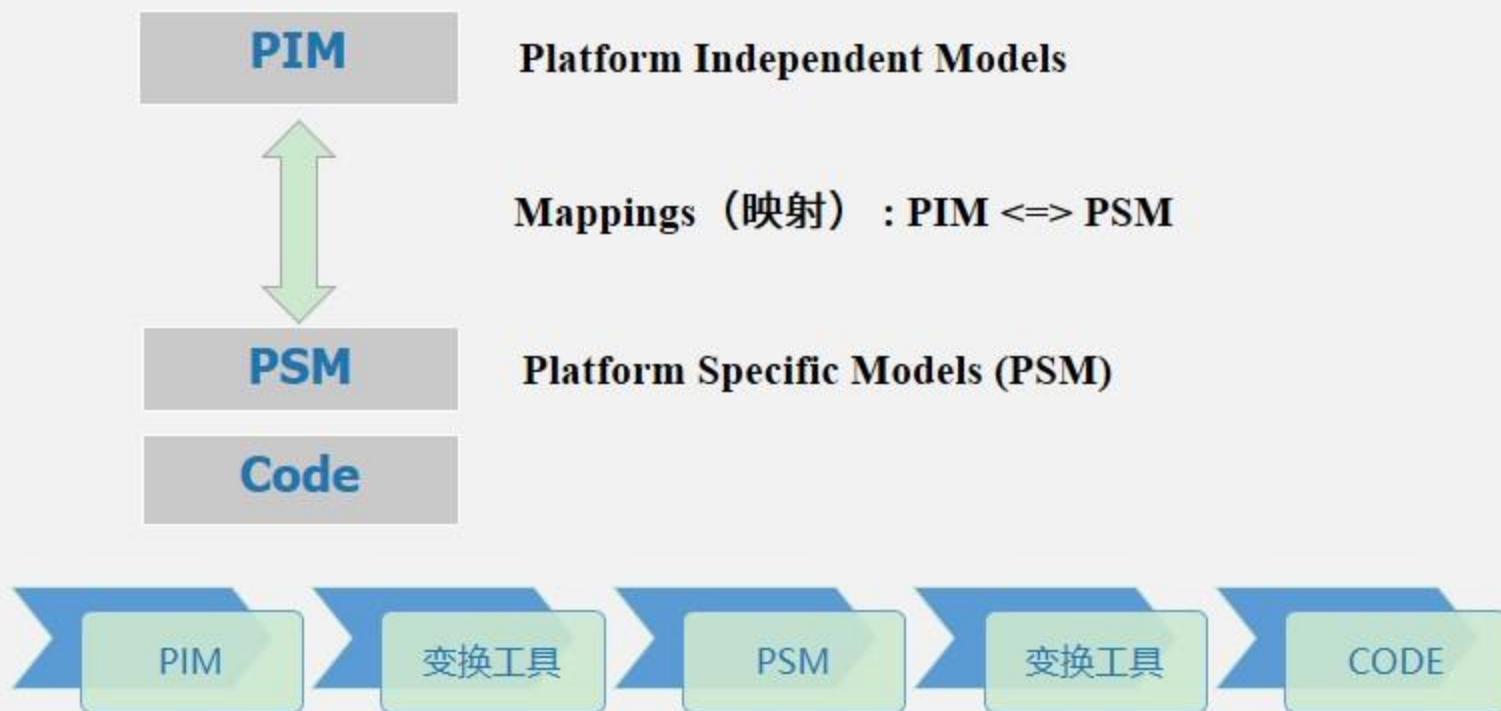 PIM
Platform Independent Models
Mappings（映射）: PIM <=> PSM
PSM
Platform Specific Models (PSM)
Code
PIM
变换工具
PSM
变换工具
CODE